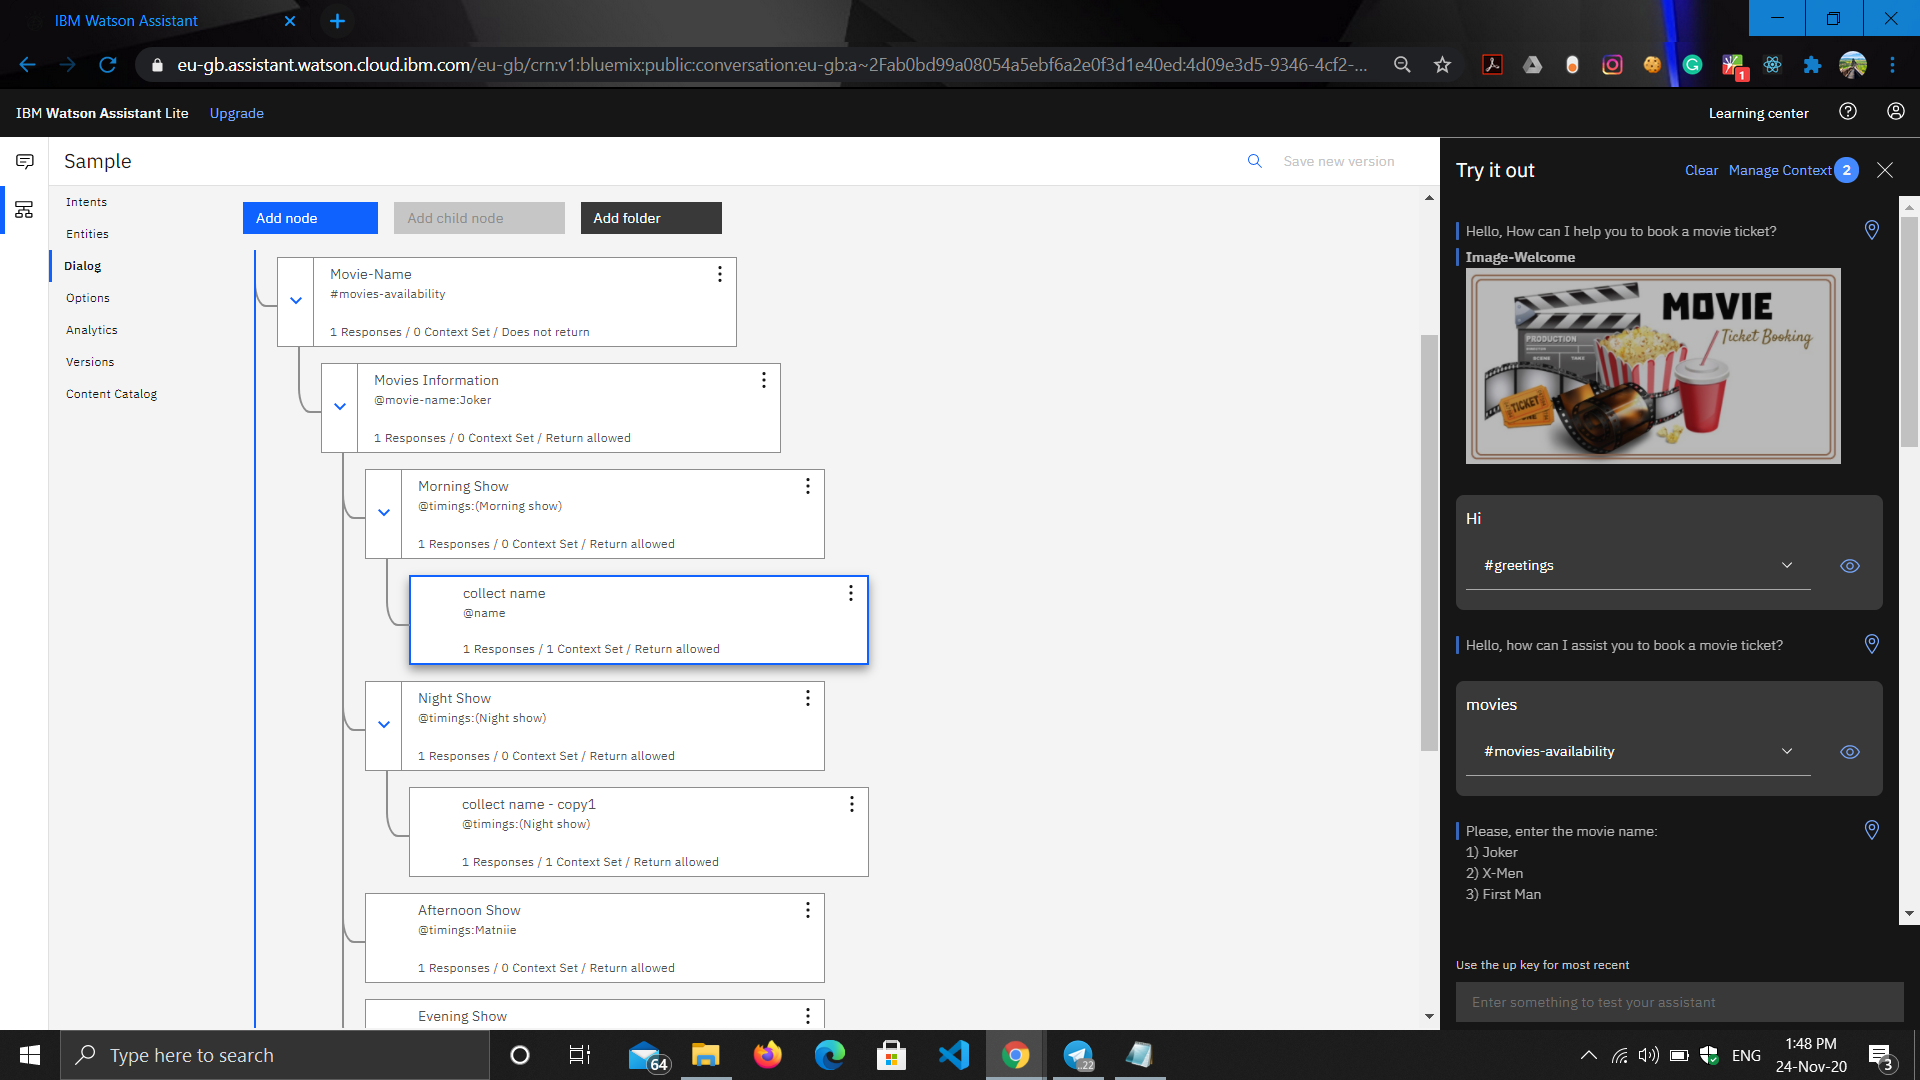 IBM Watson Assistant
eu-gb.assistant.watson.cloud.ibm.com/eu-gb/crn:v1:bluemix:public:conversation:eu-gb:a~2Fab0bd99a08054a5ebf6a2e0f3d1e40ed:4d09e3d5-9346-4cf2-...
1
IBM Watson Assistant Lite
Upgrade
Learning center
Sample
Save new version
Intents
Entities
Dialog
Options
Analytics
Versions
Content Catalog
Add node
Add child node
Add folder
Movie-Name
#movies-availability
1 Responses / 0 Context Set / Does not return
Movies Information
@movie-name:Joker
1 Responses / 0 Context Set / Return allowed
Morning Show
@timings:(Morning show)
1 Responses / 0 Context Set / Return allowed
collect name
@name
1 Responses / 1 Context Set / Return allowed
Night Show
@timings:(Night show)
1 Responses / 0 Context Set / Return allowed
collect name - copy1
@timings:(Night show)
1 Responses / 1 Context Set / Return allowed
Afternoon Show
@timings:Matniie
1 Responses / 0 Context Set / Return allowed
Evening Show
Try it out
Clear
Manage Context 2
Hello, How can I help you to book a movie ticket?
Image-Welcome
MOVIE
Ticket Booking
PRODUCTION
SCENE
TAKE
TICKET
Hi
#greetings
Hello, how can I assist you to book a movie ticket?
movies
#movies-availability
Please, enter the movie name:
1) Joker
2) X-Men
3) First Man
Use the up key for most recent
Enter something to test your assistant
Type here to search
64
22
ENG
1:48 PM
24-Nov-20
3